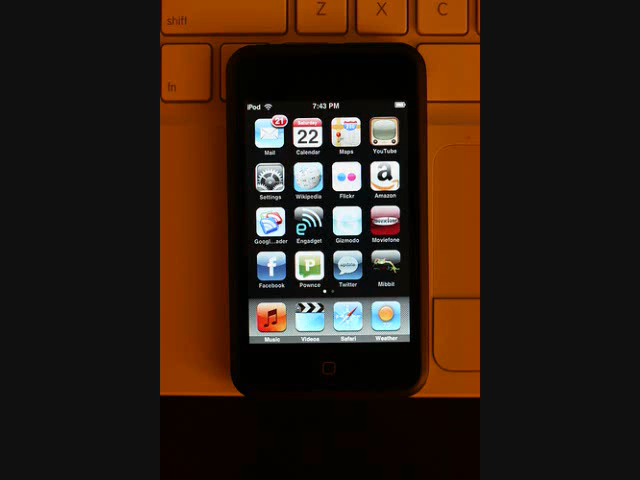 shift
Z X C
fn
iPod 7:43 PM
21
Saturday
22
Mail Calendar Maps YouTube
a
Settings Wikipedia Flickr Amazon
Googl...ader Engadget Gizmodo Moviefone
f P
Facebook Pownce Twitter Mibbit
Music Videos Safari Weather